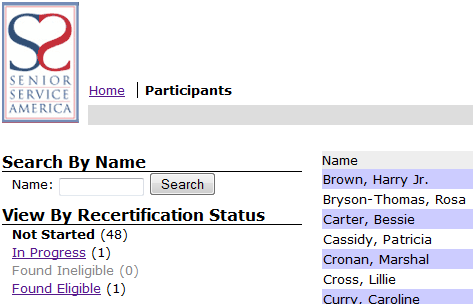 SENIOR
SERVICE
AMERICA
Home | Participants
Search By Name
Name: Search
View By Recertification Status
Not Started (48)
In Progress (1)
Found Ineligible (0)
Found Eligible (1)
Name
Brown, Harry Jr.
Bryson-Thomas, Rosa
Carter, Bessie
Cassidy, Patricia
Cronan, Marshal
Cross, Lillie
Curry, Caroline